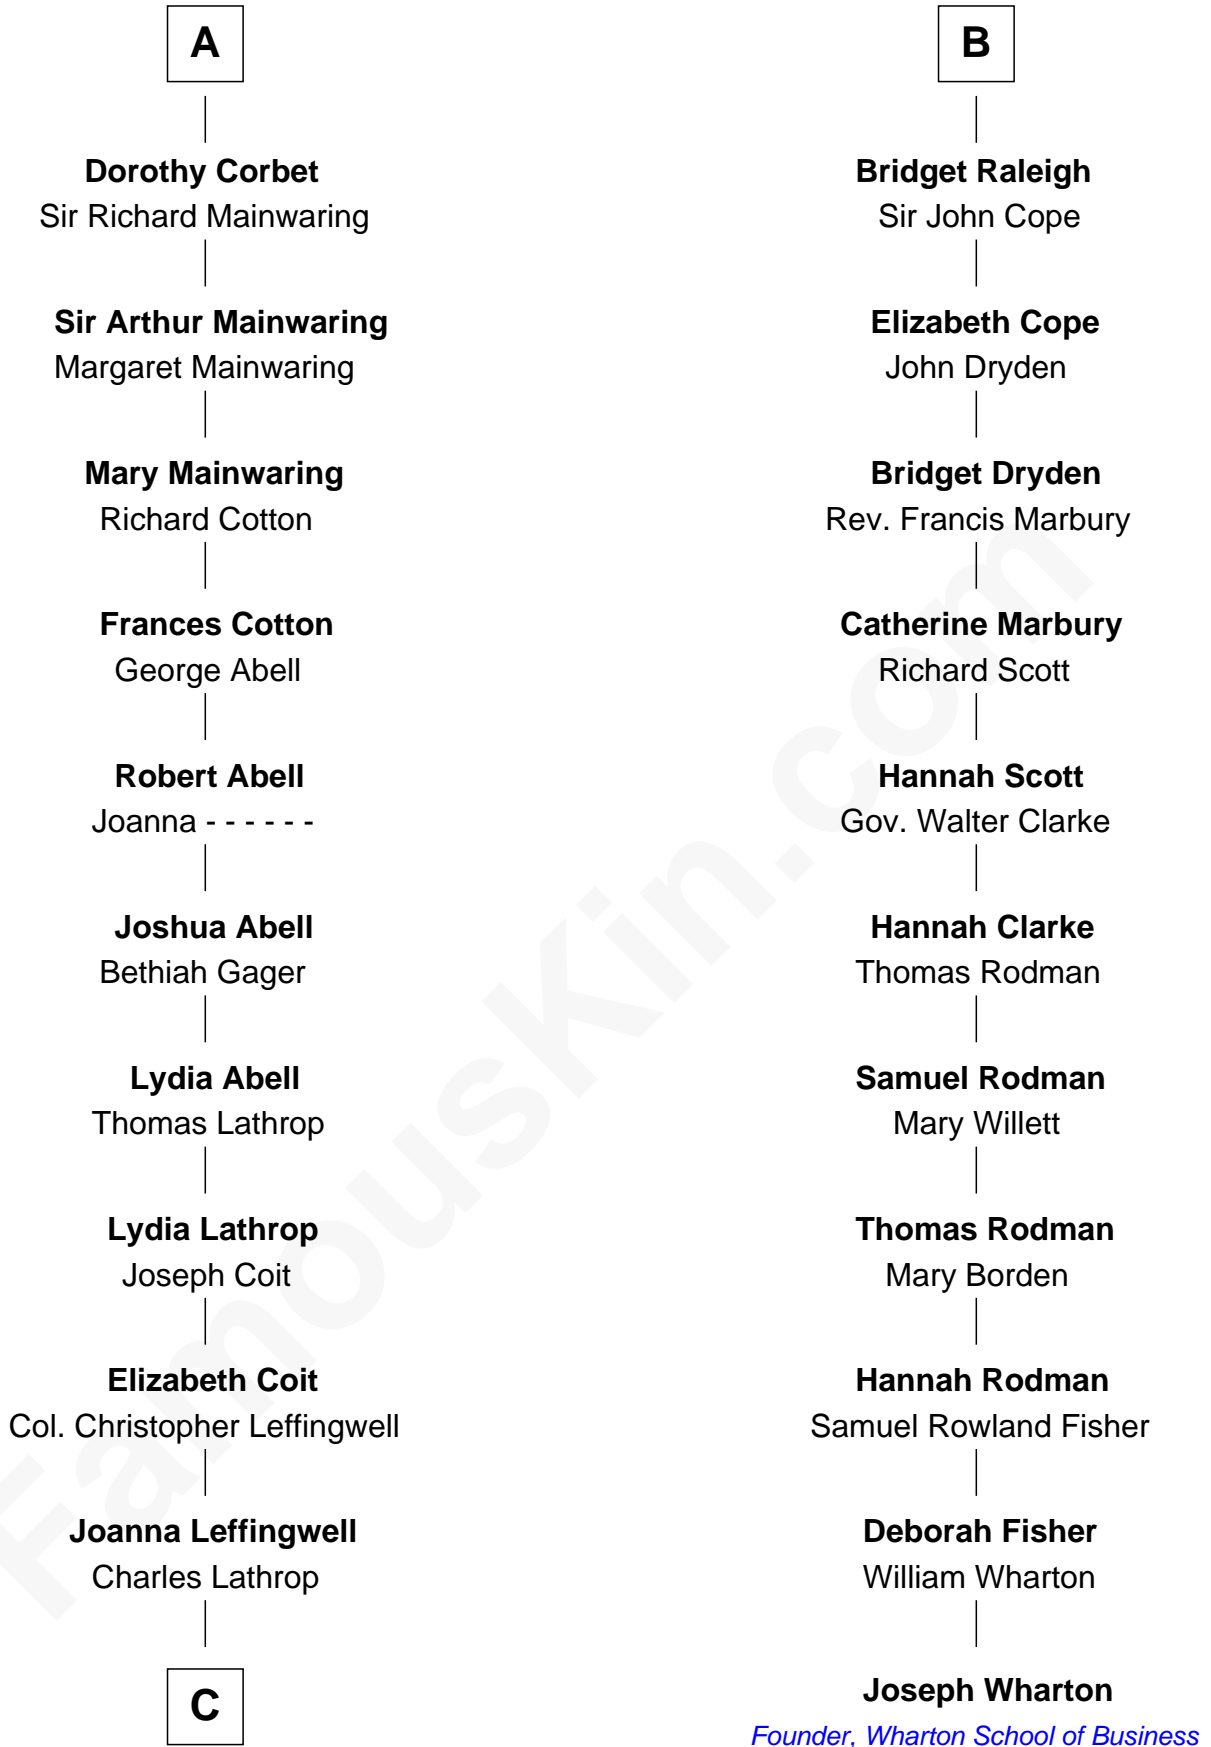 A
Dorothy Corbet
Sir Richard Mainwaring
Sir Arthur Mainwaring
Margaret Mainwaring
Mary Mainwaring
Richard Cotton
Frances Cotton
George Abell
Robert Abell
Joanna - - - - - -
Joshua Abell
Bethiah Gager
Lydia Abell
Thomas Lathrop
Lydia Lathrop
Joseph Coit
Elizabeth Coit
Col. Christopher Leffingwell
Joanna Leffingwell
Charles Lathrop
C
B
Bridget Raleigh
Sir John Cope
Elizabeth Cope
John Dryden
Bridget Dryden
Rev. Francis Marbury
Catherine Marbury
Richard Scott
Hannah Scott
Gov. Walter Clarke
Hannah Clarke
Thomas Rodman
Samuel Rodman
Mary Willett
Thomas Rodman
Mary Borden
Hannah Rodman
Samuel Rowland Fisher
Deborah Fisher
William Wharton
Joseph Wharton
Founder, Wharton School of Business
FamousKin.com